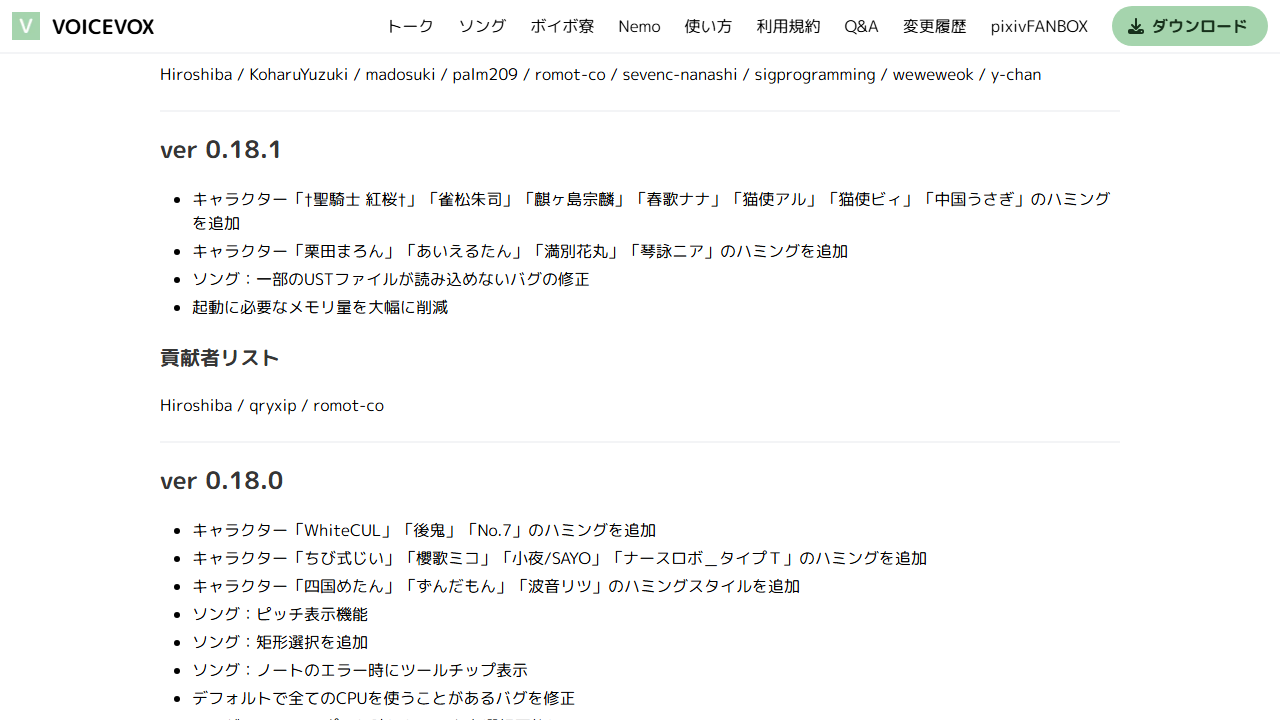 V VOICEVOX トーク ソング ボイボ寮 Nemo 使い方 利用規約 Q&A 変更履歴 pixivFANBOX ダウンロード
Hiroshiba / KoharuYuzuki / madosuki / palm209 / romot-co / sevenc-nanashi / sigprogramming / weweweok / y-chan
ver 0.18.1
キャラクター「†聖騎士 紅桜†」「雀松朱司」「麒ヶ島宗麟」「春歌ナナ」「猫使アル」「猫使ビィ」「中国うさぎ」のハミング
を追加
キャラクター「栗田まろん」「あいえるたん」「満別花丸」「琴詠ニア」のハミングを追加
ソング：一部のUSTファイルが読み込めないバグの修正
起動に必要なメモリ量を大幅に削減
貢献者リスト
Hiroshiba / qryxip / romot-co
ver 0.18.0
キャラクター「WhiteCUL」「後鬼」「No.7」のハミングを追加
キャラクター「ちび式じい」「櫻歌ミコ」「小夜/SAYO」「ナースロボ＿タイプＴ」のハミングを追加
キャラクター「四国めたん」「ずんだもん」「波音リツ」のハミングスタイルを追加
ソング：ピッチ表示機能
ソング：矩形選択を追加
ソング：ノートのエラー時にツールチップ表示
デフォルトで全てのCPUを使うことがあるバグを修正